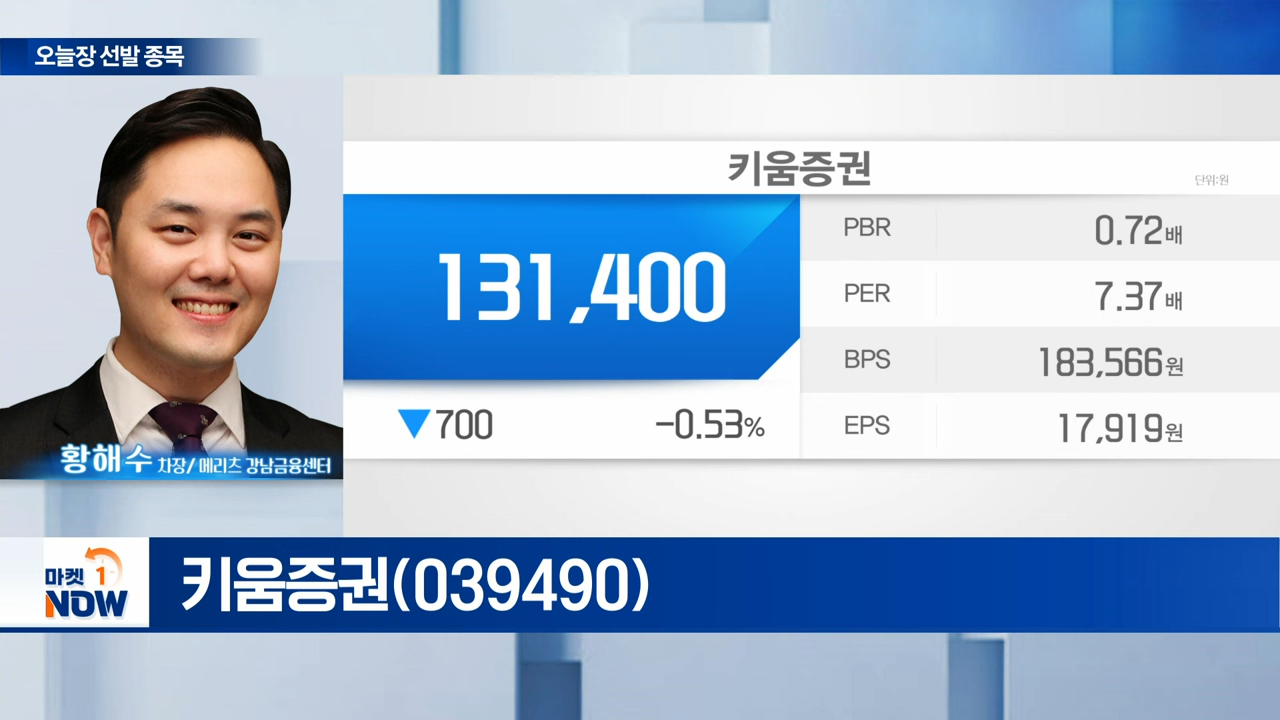 오늘장 선발 종목
키움증권
단위:원
131,400
▼700 -0.53%
PBR 0.72배
PER 7.37배
BPS 183,566원
EPS 17,919원
황해수 차장/메리츠 강남금융센터
마켓 1
NOW
키움증권(039490)